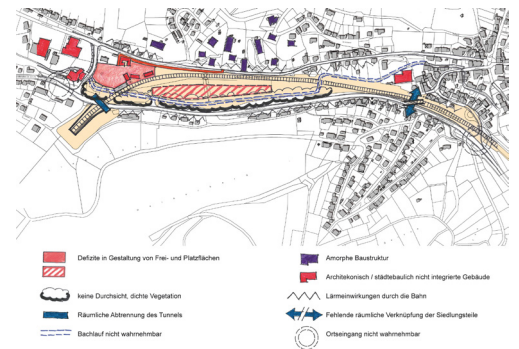 Defizite in Gestaltung von Frei- und Platzflächen
keine Durchsicht, dichte Vegetation
Räumliche Abtrennung des Tunnels
Bachlauf nicht wahrnehmbar
Amorphe Baustruktur
Architekonisch / städtebaulich nicht integrierte Gebäude
Lärmeinwirkungen durch die Bahn
Fehlende räumliche Verknüpfung der Siedlungsteile
Ortseingang nicht wahrnehmbar